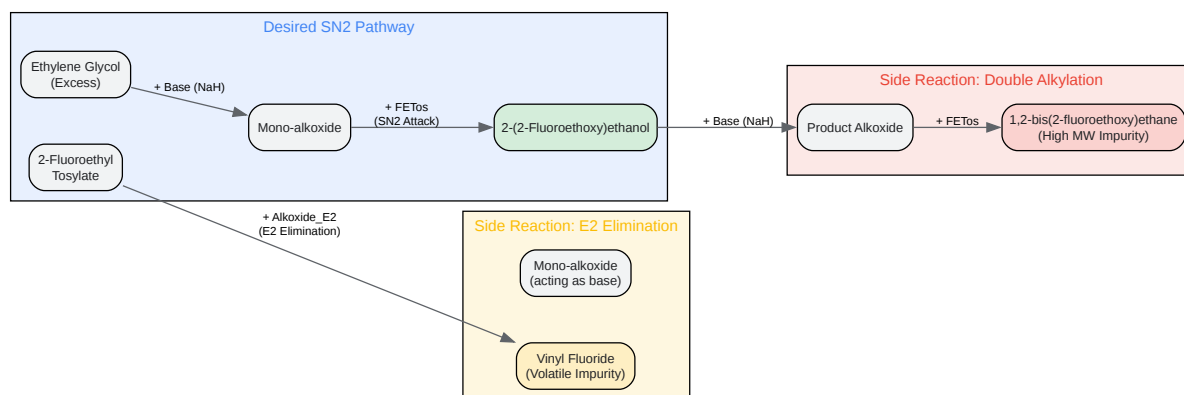 Desired SN2 Pathway
Ethylene Glycol
(Excess)
+ Base (NaH)
Mono-alkoxide
+ FETos
(SN2 Attack)
2-(2-Fluoroethoxy)ethanol
2-Fluoroethyl
Tosylate
+ Base (NaH)
Side Reaction: Double Alkylation
Product Alkoxide
+ FETos
1,2-bis(2-fluoroethoxy)ethane
(High MW Impurity)
+ Alkoxide_E2
(E2 Elimination)
Side Reaction: E2 Elimination
Mono-alkoxide
(acting as base)
Vinyl Fluoride
(Volatile Impurity)